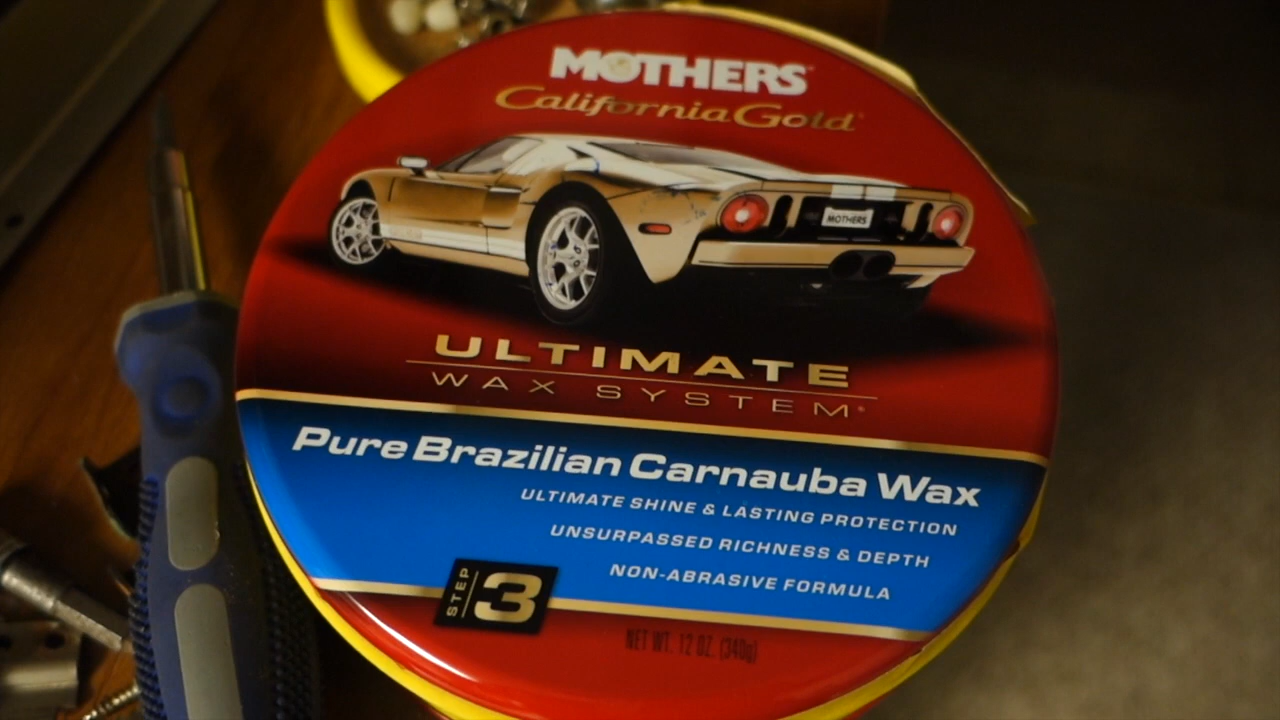 MOTHERS
California Gold
MOTHERS
ULTIMATE
WAX SYSTEM
Pure Brazilian Carnauba Wax
ULTIMATE SHINE & LASTING PROTECTION
UNSURPASSED RICHNESS & DEPTH
NON-ABRASIVE FORMULA
STEP 3
NET WT. 12 OZ. (340g)